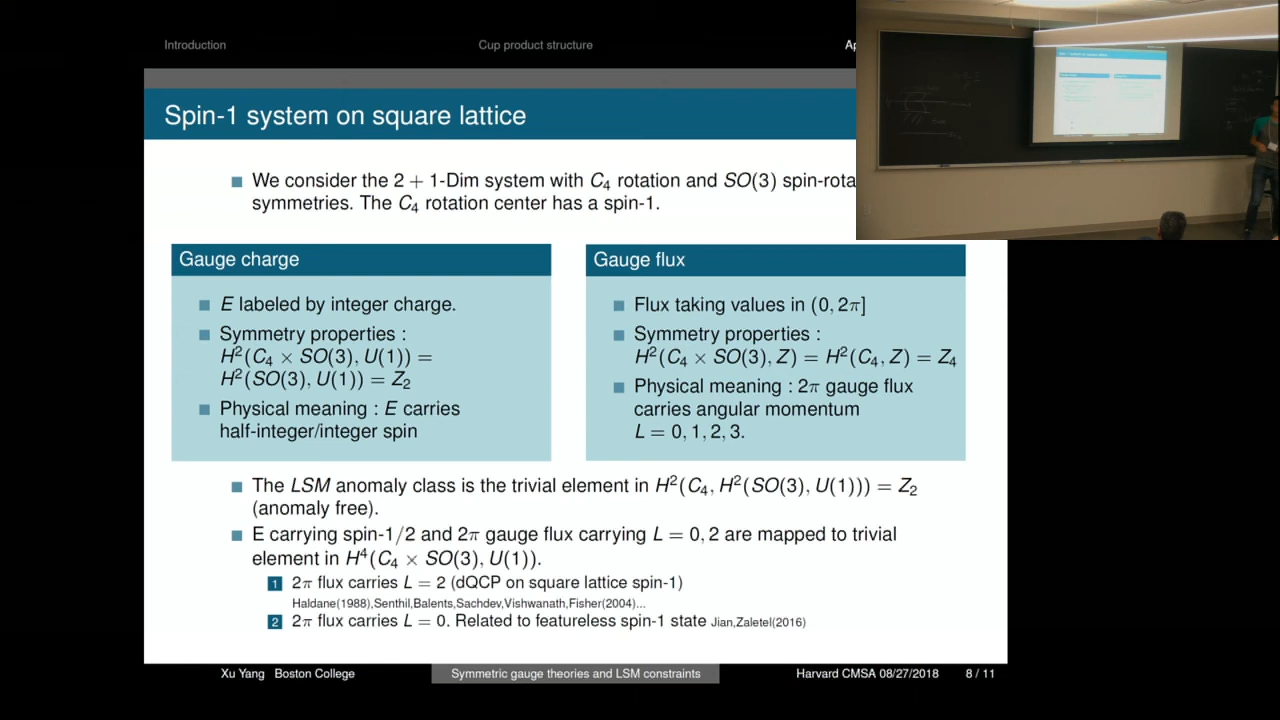 Introduction
Cup product structure
Spin-1 system on square lattice
■ We consider the 2 + 1-Dim system with C₄ rotation and SO(3)
symmetries. The C₄ rotation center has a spin-1.
Gauge charge
■ E labeled by integer charge.
■ Symmetry properties :
H²(C₄ × SO(3), U(1)) =
H²(SO(3), U(1)) = Z₂
■ Physical meaning : E carries
half-integer/integer spin
Gauge flux
■ Flux taking values in (0, 2π]
■ Symmetry properties :
H²(C₄ × SO(3), Z) = H²(C₄, Z) = Z₄
■ Physical meaning : 2π gauge flux
carries angular momentum
L = 0, 1, 2, 3.
■ The LSM anomaly class is the trivial element in H²(C₄, H²(SO(3), U(1))) = Z₂
(anomaly free).
■ E carrying spin-1/2 and 2π gauge flux carrying L = 0, 2 are mapped to trivial
element in H⁴(C₄ × SO(3), U(1)).
1 2π flux carries L = 2 (dQCP on square lattice spin-1)
Haldane(1988),Senthil,Balents,Sachdev,Vishwanath,Fisher(2004)...
2 2π flux carries L = 0. Related to featureless spin-1 state Jian,Zaletel(2016)
Xu Yang Boston College
Symmetric gauge theories and LSM constraints
Harvard CMSA 08/27/2018 8 / 11